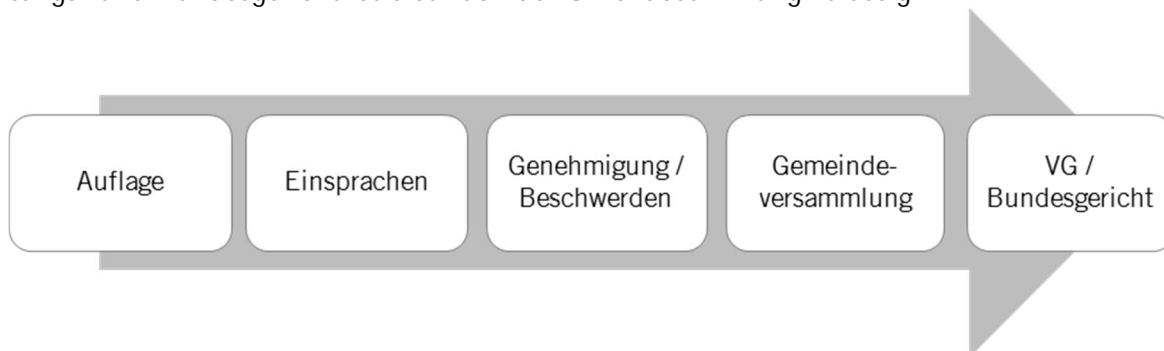 Auflage
Einsprachen
Genehmigung /
Beschwerden
Gemeinde-
versammlung
VG /
Bundesgericht